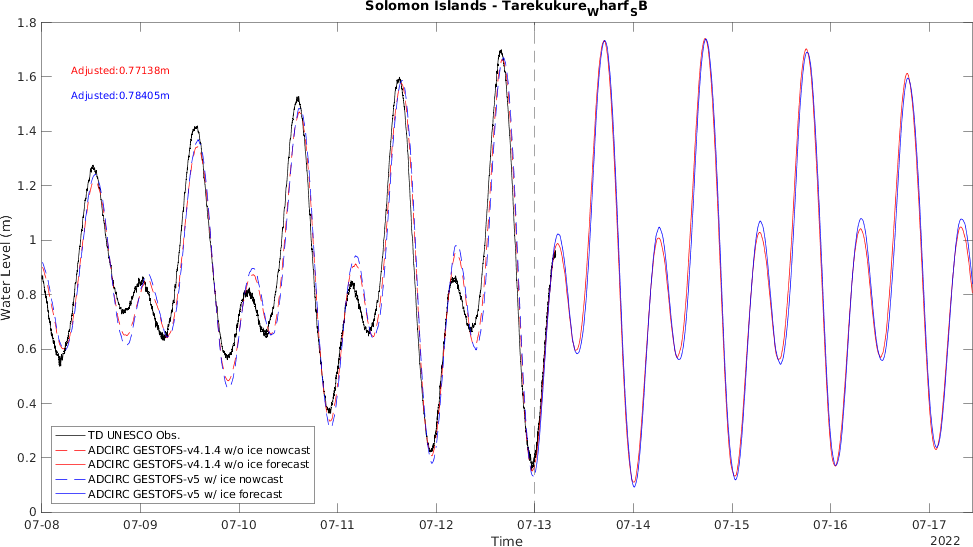 Solomon Islands - Tarekukure_Wharf_SB
Adjusted:0.77138m
Adjusted:0.78405m
Water Level (m)
1.8
1.6
1.4
1.2
1
0.8
0.6
0.4
0.2
0
TD UNESCO Obs.
ADCIRC GESTOFS-v4.1.4 w/o ice nowcast
ADCIRC GESTOFS-v4.1.4 w/o ice forecast
ADCIRC GESTOFS-v5 w/ ice nowcast
ADCIRC GESTOFS-v5 w/ ice forecast
07-08 07-09 07-10 07-11 07-12 07-13 07-14 07-15 07-16 07-17
Time
2022